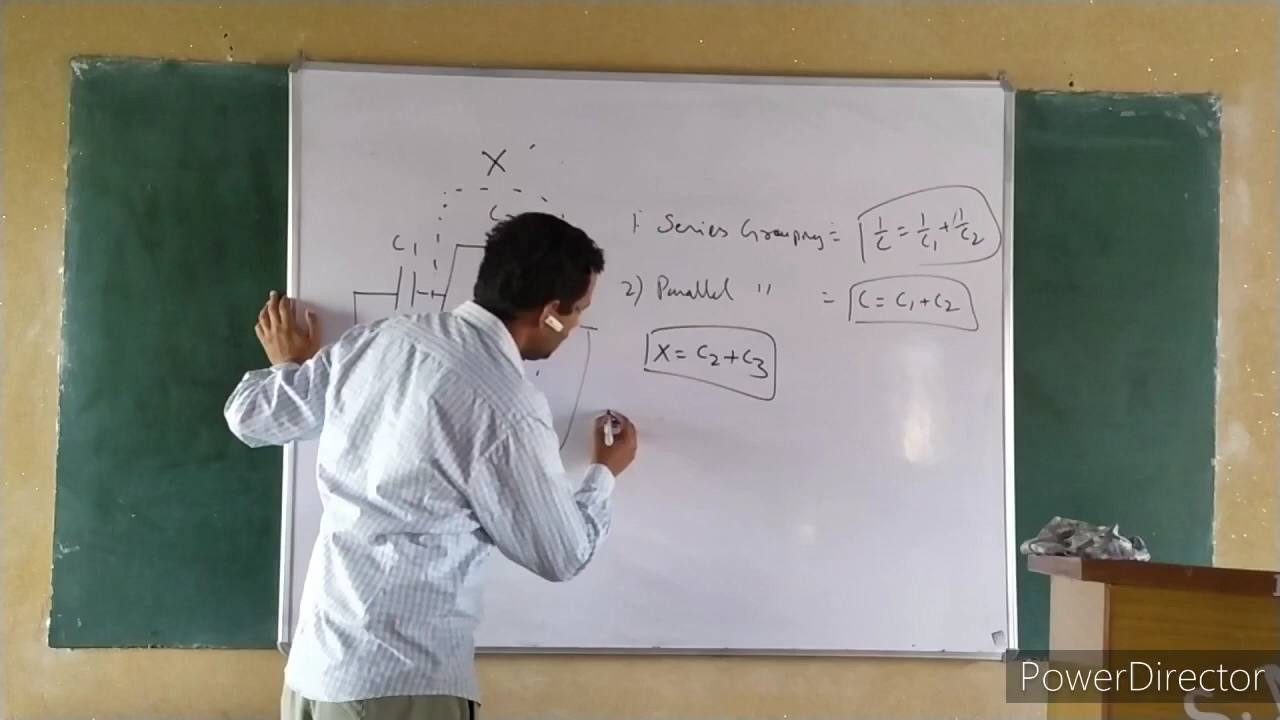 X
C
C₁
1. Series Grouping = 1/C = 1/C₁ + 1/C₂
2) Parallel " = C = C₁ + C₂
X = C₂ + C₃
PowerDirector